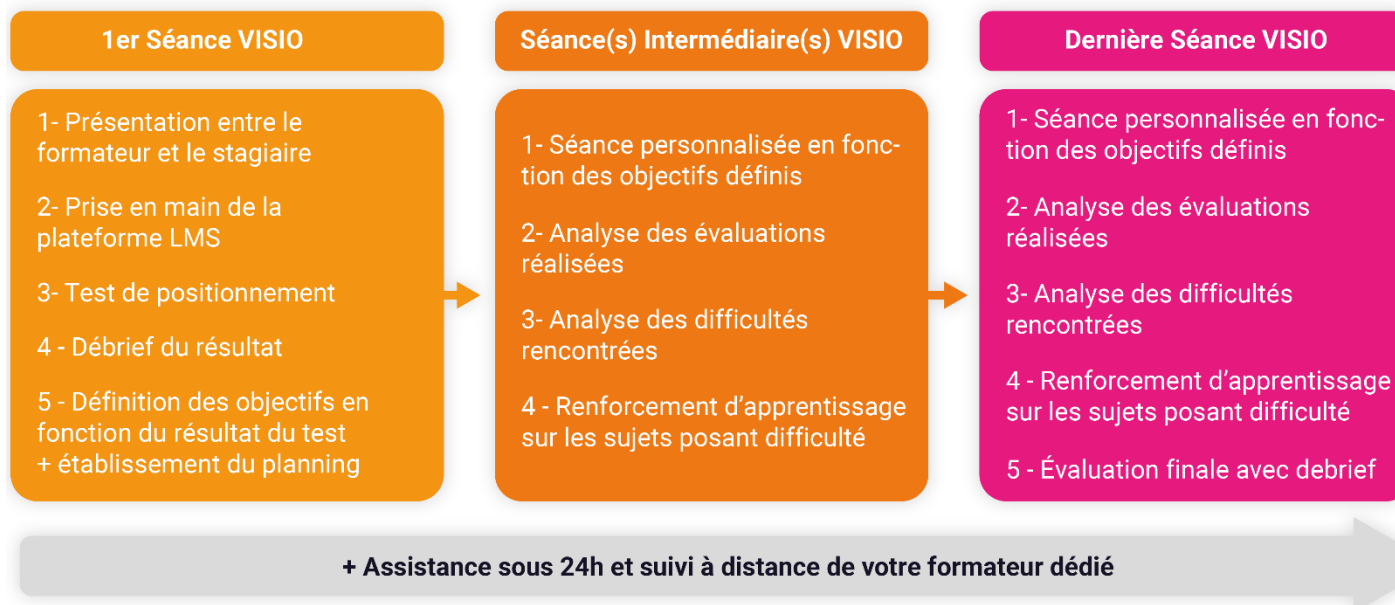 1er Séance VISIO
1- Présentation entre le
formateur et le stagiaire
2- Prise en main de la
plateforme LMS
3- Test de positionnement
4 - Débrief du résultat
5 - Définition des objectifs en
fonction du résultat du test
+ établissement du planning
Séance(s) Intermédiaire(s) VISIO
1- Séance personnalisée en fonc-
tion des objectifs définis
2- Analyse des évaluations
réalisées
3- Analyse des difficultés
rencontrées
4 - Renforcement d’apprentissage
sur les sujets posant difficulté
Dernière Séance VISIO
1- Séance personnalisée en fonc-
tion des objectifs définis
2- Analyse des évaluations
réalisées
3- Analyse des difficultés
rencontrées
4 - Renforcement d’apprentissage
sur les sujets posant difficulté
5 - Évaluation finale avec debrief
+ Assistance sous 24h et suivi à distance de votre formateur dédié